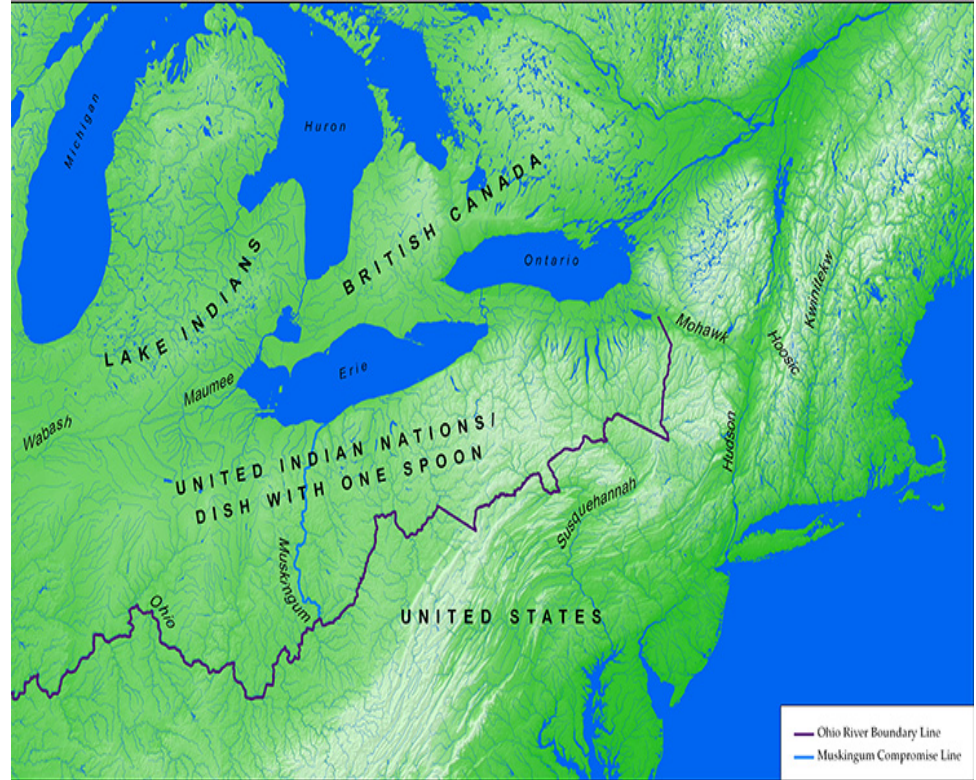 Michigan
Huron
BRITISH CANADA
LAKE INDIANS
Ontario
Kwinitekw
Mohawk
Hoosic
Erie
Maumee
Wabash
Hudson
UNITED INDIAN NATIONS/
DISH WITH ONE SPOON
Susquehannah
Muskingum
Ohio
UNITED STATES
Ohio River Boundary Line
Muskingum Compromise Line